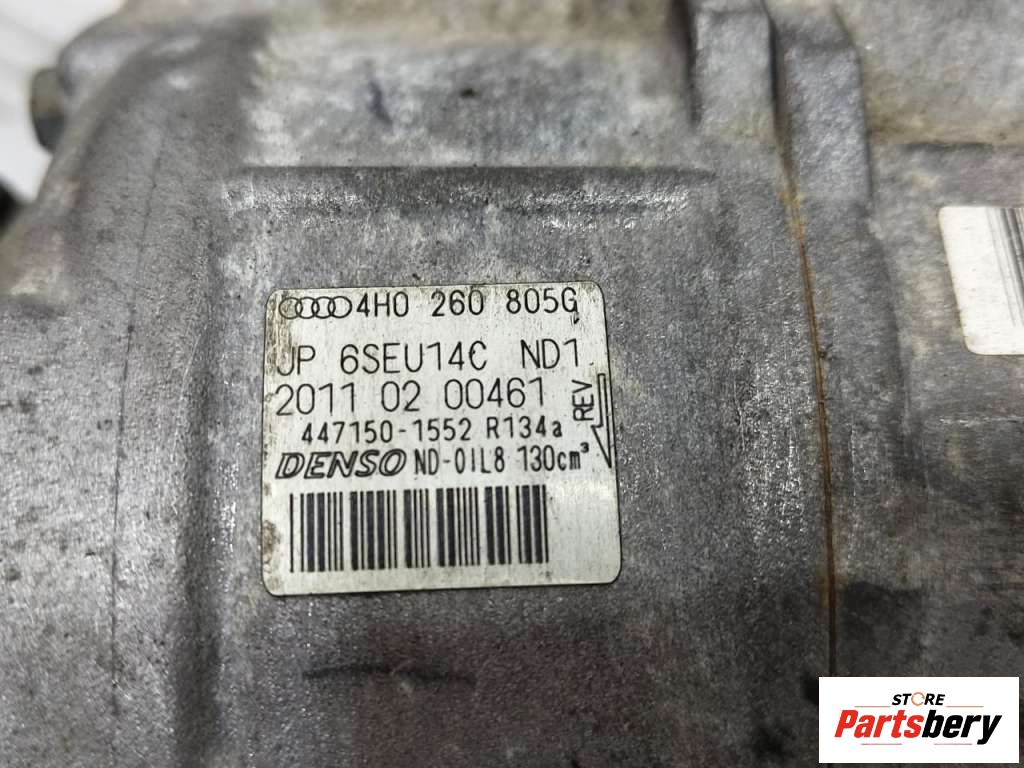 4H0 260 805G
JP 6SEU14C ND1
2011 02 00461
REV
447150-1552 R134a
DENSO ND-OIL8 130cm³
STORE
Partsbery